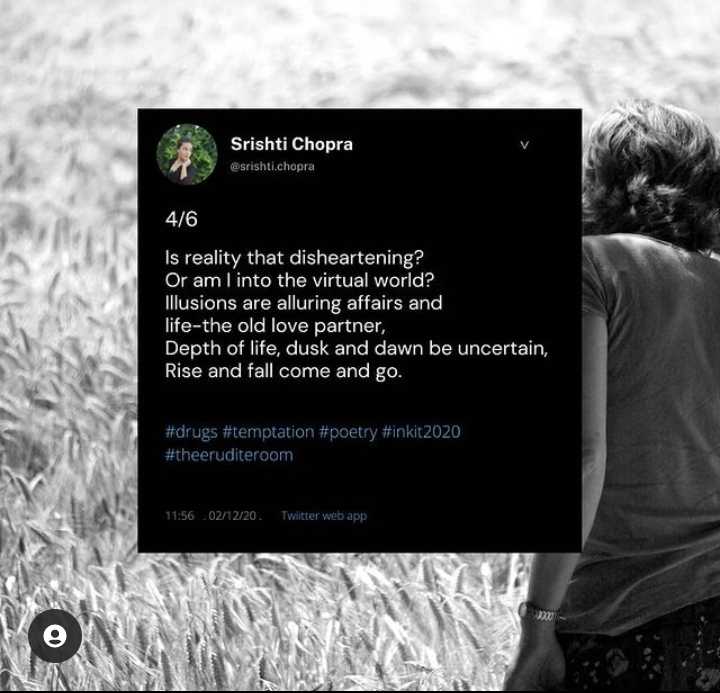 Srishti Chopra
v
@srishti.chopra
4/6
Is reality that disheartening?
Or am I into the virtual world?
Illusions are alluring affairs and
life-the old love partner,
Depth of life, dusk and dawn be uncertain,
Rise and fall come and go.
#drugs #temptation #poetry #inkit2020
#theeruditeroom
11:56 . 02/12/20 . Twiitter web app